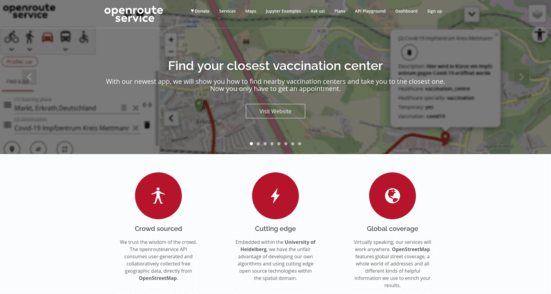 openroute
service
openroute
service
Donate Services Maps Jupyter Examples Ask us! Plans API Playground Dashboard Sign up
Find your closest vaccination center
With our newest app, we will show you how to find nearby vaccination centers and take you to the closest one.
Now you only have to get an appointment.
Visit Website
Markt, Erkrath, Deutschland
Covid-19 Impfzentrum Kreis Mettmann
Crowd sourced
We trust the wisdom of the crowd.
The openrouteservice API
consumes user-generated and
collaboratively collected free
geographic data, directly from
OpenStreetMap.
Cutting edge
Embedded within the University of
Heidelberg, we have the unfair
advantage of developing our own
algorithms and using cutting edge
open source technologies within
the spatial domain.
Global coverage
Virtually speaking, our services will
work anywhere. OpenStreetMap
features global street coverage, a
whole world of addresses and all
different kinds of helpful
information we use to enrich your
results.